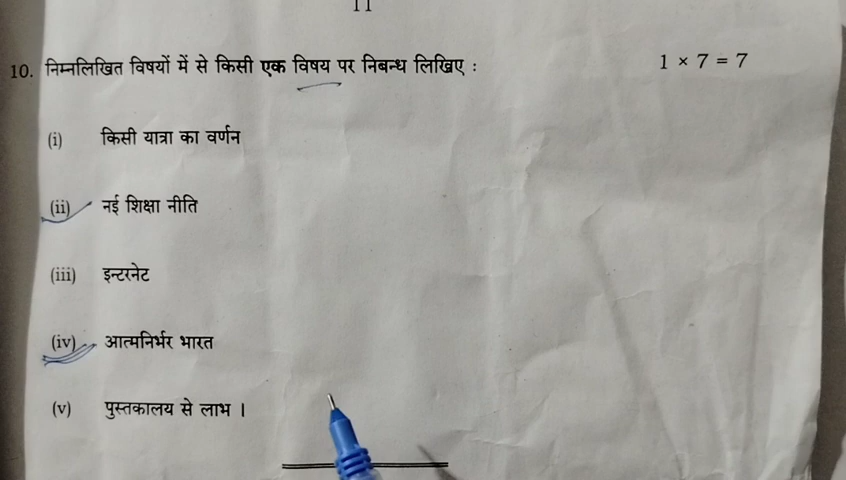 11
10. निम्नलिखित विषयों में से किसी एक विषय पर निबन्ध लिखिए : 1 × 7 = 7
(i) किसी यात्रा का वर्णन
(ii) नई शिक्षा नीति
(iii) इन्टरनेट
(iv) आत्मनिर्भर भारत
(v) पुस्तकालय से लाभ ।